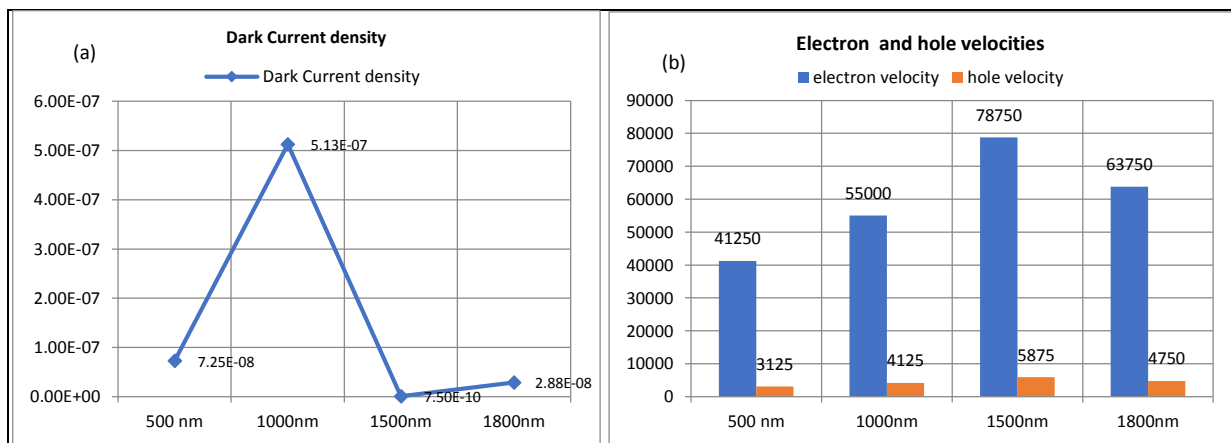 (a)
Dark Current density
Dark Current density
6.00E-07
5.00E-07
4.00E-07
3.00E-07
2.00E-07
1.00E-07
0.00E+00
7.25E-08
5.13E-07
7.50E-10
2.88E-08
500 nm 1000nm 1500nm 1800nm
(b)
Electron and hole velocities
electron velocity hole velocity
90000
80000
70000
60000
50000
40000
30000
20000
10000
0
41250
55000
78750
63750
3125
4125
5875
4750
500 nm 1000nm 1500nm 1800nm